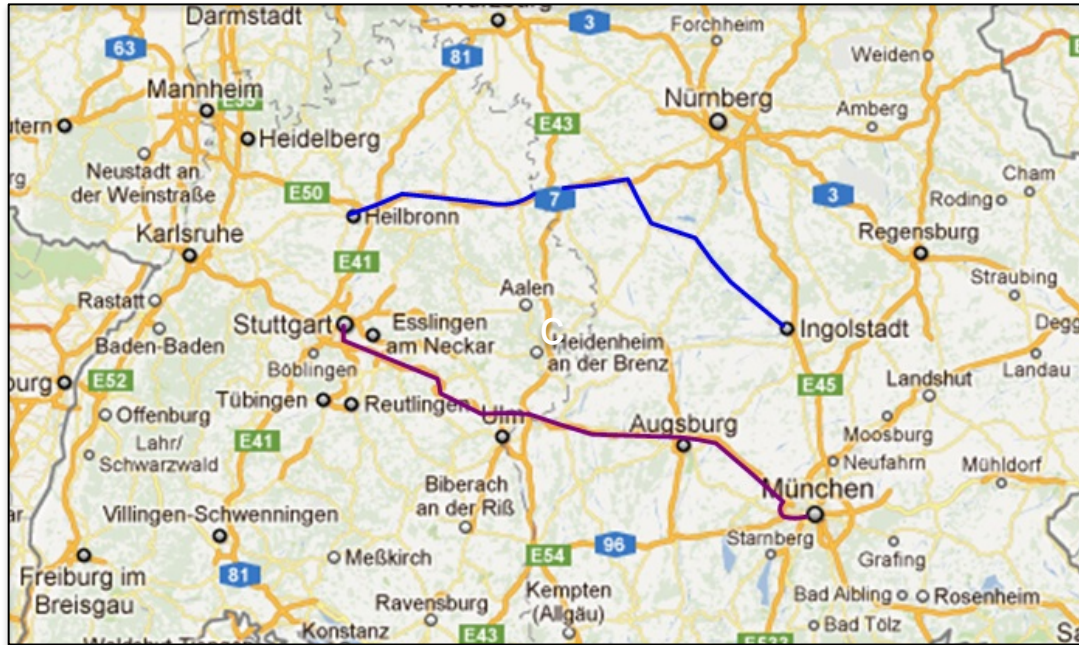 Darmstadt
63
3
81
Forchheim
Weiden
Mannheim
E35
Nürnberg
Amberg
E43
Heidelberg
Neustadt an
der Weinstraße
E50
7
3
Cham
Roding
Heilbronn
Karlsruhe
Regensburg
E41
Straubing
Aalen
Rastatt
Stuttgart
Esslingen
am Neckar
Ingolstadt
C
Baden-Baden
Heidenheim
an der Brenz
Böblingen
Landau
E52
E45
Landshut
Tübingen
Reutlingen
Offenburg
Ulm
Augsburg
Moosburg
E41
Lahr/
Schwarzwald
Neufahrn
Mühldorf
Biberach
an der Riß
München
Villingen-Schwenningen
Starnberg
96
Grafing
Meßkirch
E54
81
Freiburg im
Breisgau
Kempten
(Allgäu)
Bad Aibling
Rosenheim
Ravensburg
Konstanz
E43
Bad Tölz
E533